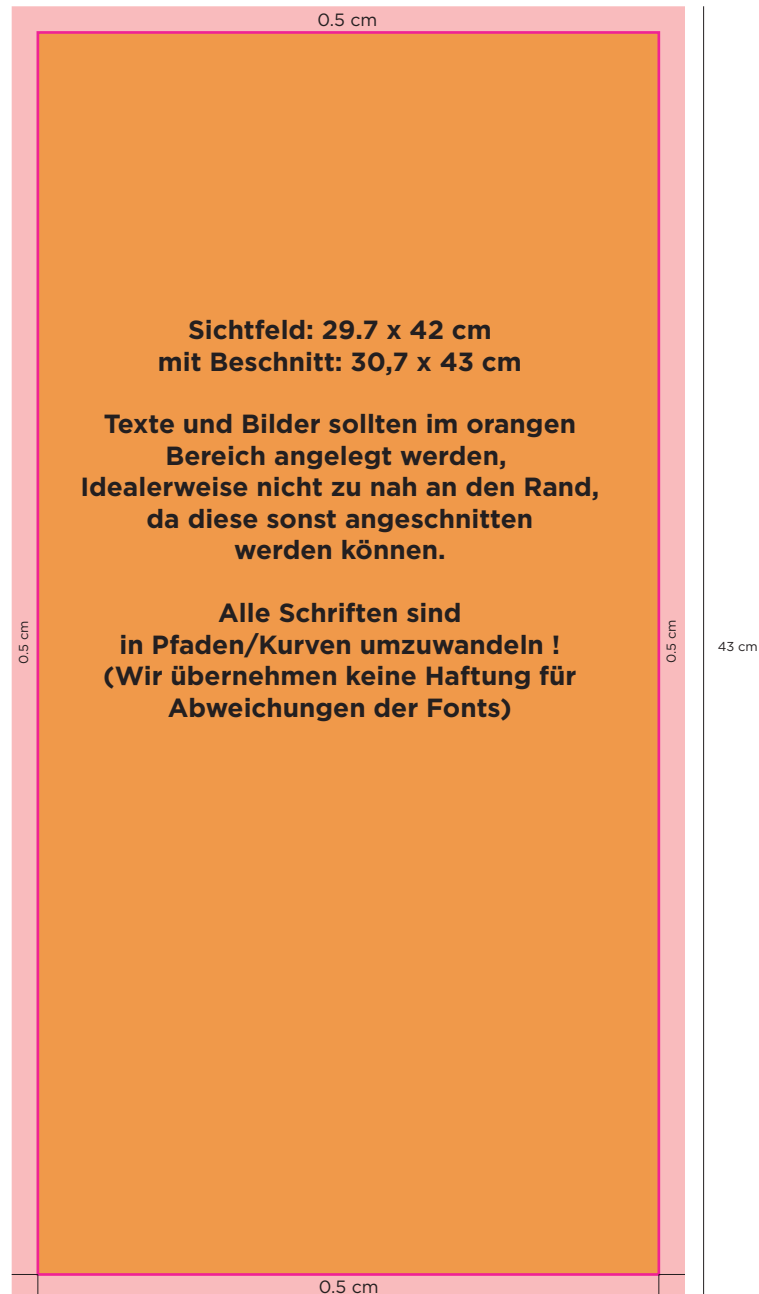 0.5 cm
Sichtfeld: 29.7 x 42 cm
mit Beschnitt: 30,7 x 43 cm
Texte und Bilder sollten im orangen
Bereich angelegt werden,
Idealerweise nicht zu nah an den Rand,
da diese sonst angeschnitten
werden können.
Alle Schriften sind
in Pfaden/Kurven umzuwandeln !
(Wir übernehmen keine Haftung für
Abweichungen der Fonts)
0.5 cm
0.5 cm
43 cm
0.5 cm